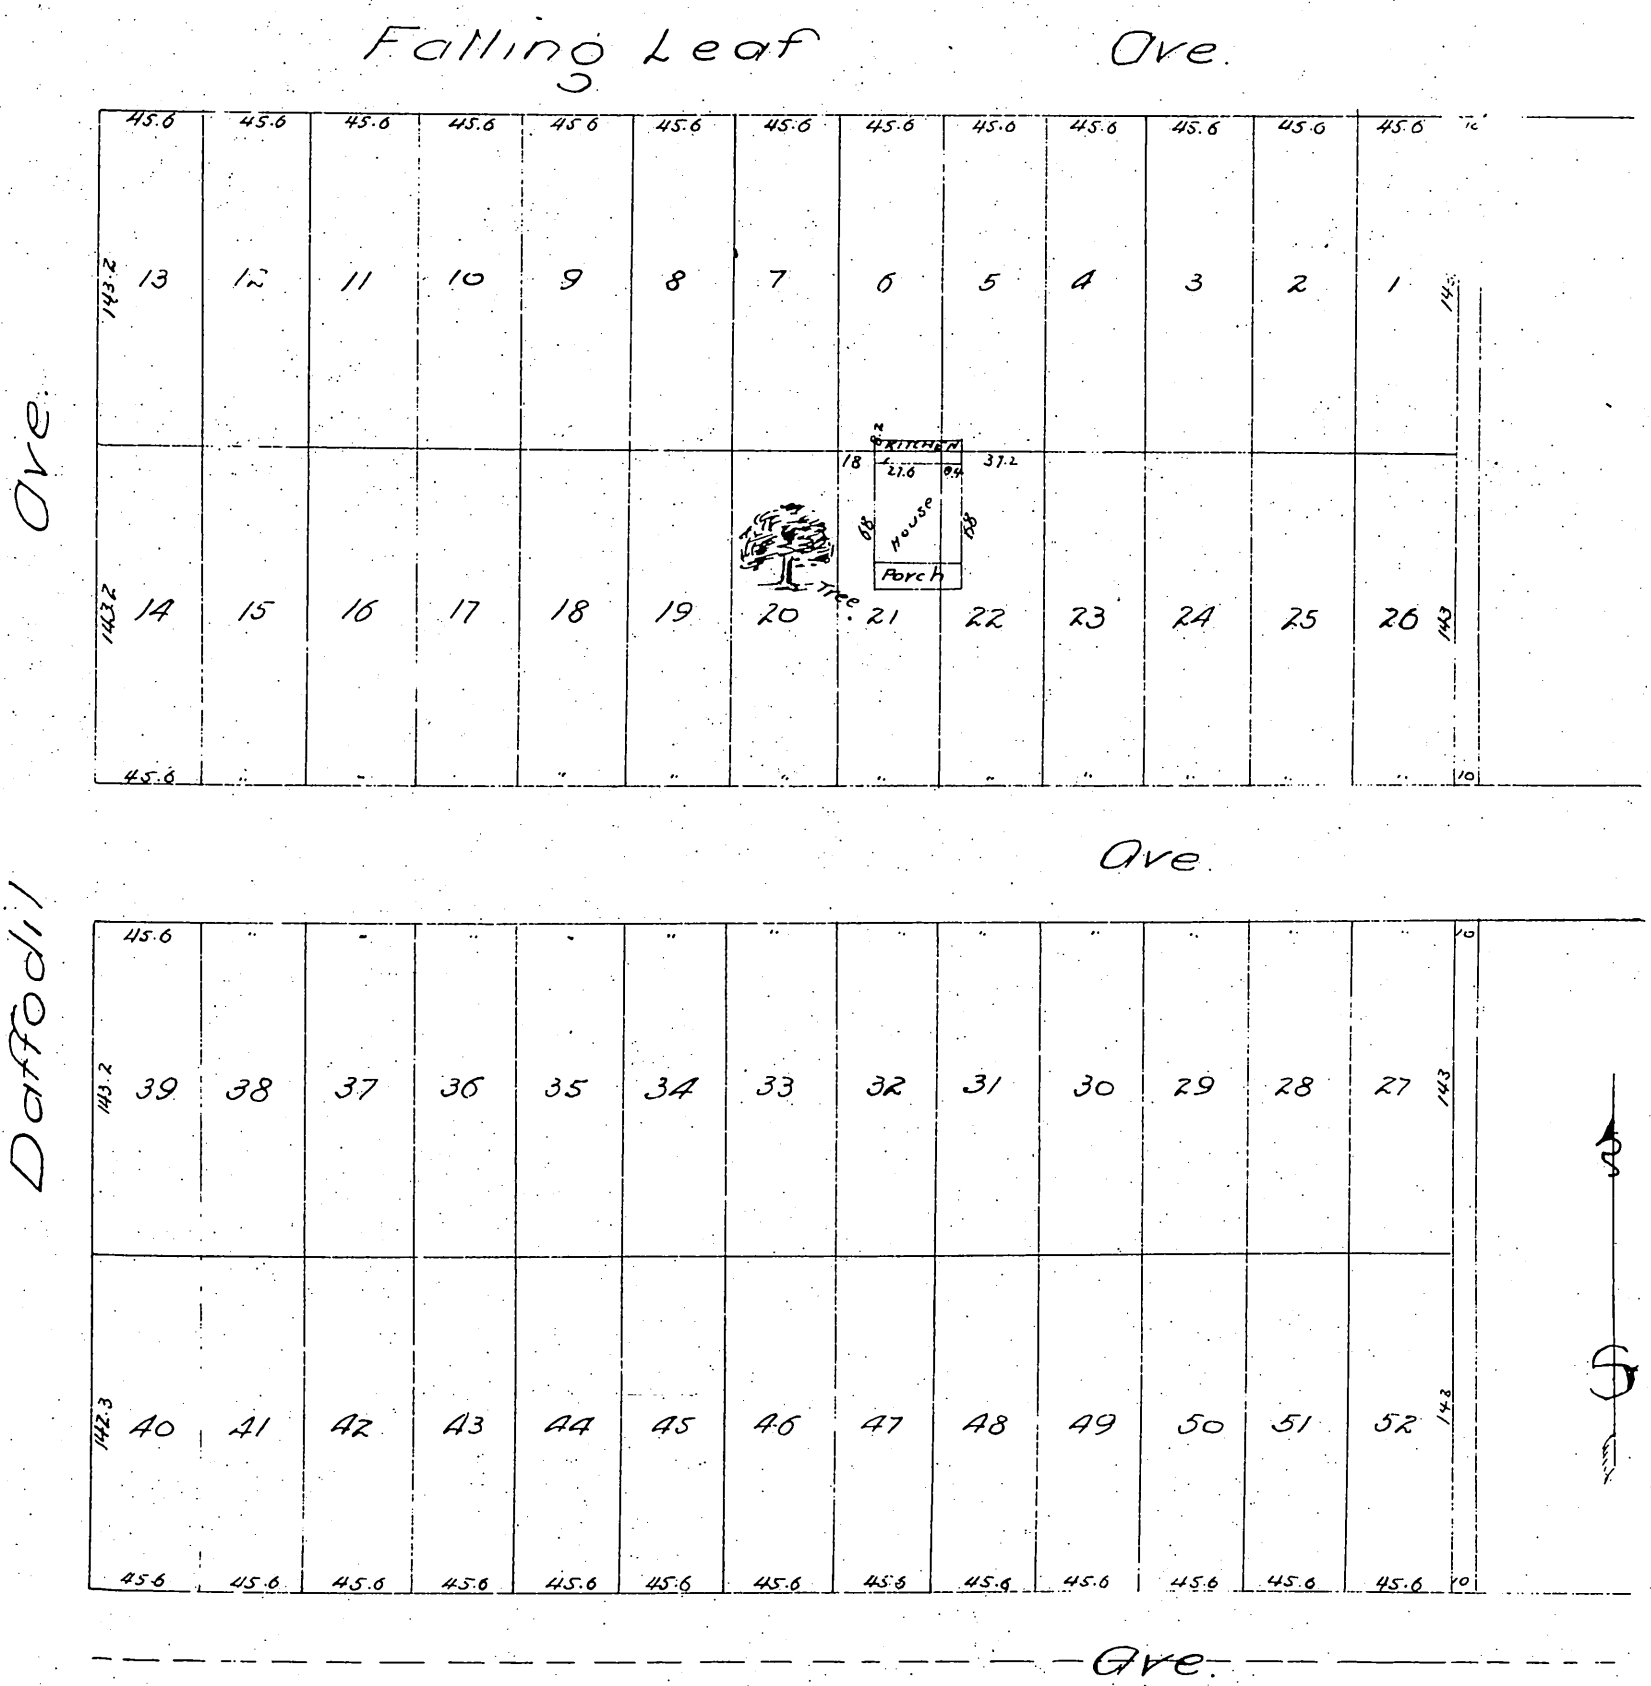 Falling Leaf Ave.
45.6 45.6 45.6 45.6 45.6 45.6 45.6 45.6 45.6 45.6 45.6 45.6 45.6
143.2 13 12 11 10 9 8 7 6 5 4 3 2 1
Ave.
8.2 KITCHEN
18 27.6 8.4 37.2
68 House 68
Porch
Tree
143.2 14 15 16 17 18 19 20 21 22 23 24 25 26 143
45.6 " " " " " " " " " " " " 10
Ave.
Daffodil
45.6 " " " " " " " " " " " " 10
143.2 39 38 37 36 35 34 33 32 31 30 29 28 27 143
N
S
142.3 40 41 42 43 44 45 46 47 48 49 50 51 52 143
45.6 45.6 45.6 45.6 45.6 45.6 45.6 45.6 45.6 45.6 45.6 45.6 45.6 10
Ave.